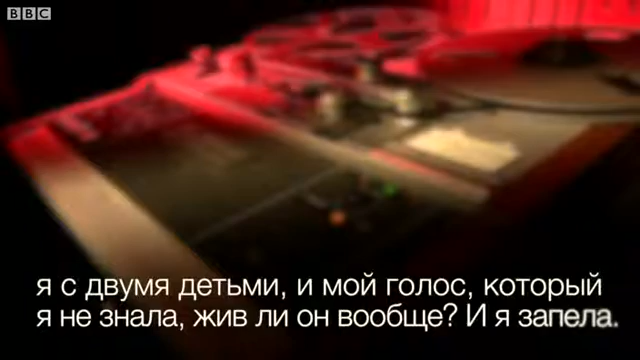 BBC
я с двумя детьми, и мой голос, который
я не знала, жив ли он вообще? И я запела.